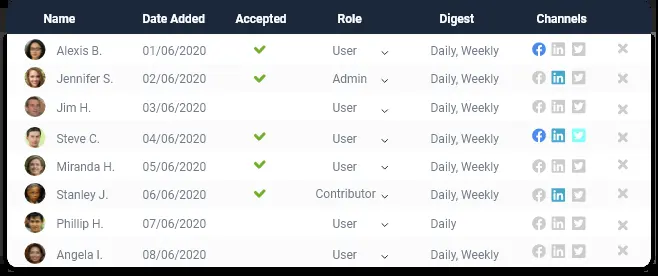 Name Date Added Accepted Role Digest Channels
Alexis B. 01/06/2020 User Daily, Weekly
Jennifer S. 02/06/2020 Admin Daily, Weekly
Jim H. 03/06/2020 User Daily, Weekly
Steve C. 04/06/2020 User Daily, Weekly
Miranda H. 05/06/2020 User Daily, Weekly
Stanley J. 06/06/2020 Contributor Daily, Weekly
Phillip H. 07/06/2020 User Daily
Angela I. 08/06/2020 User Daily, Weekly